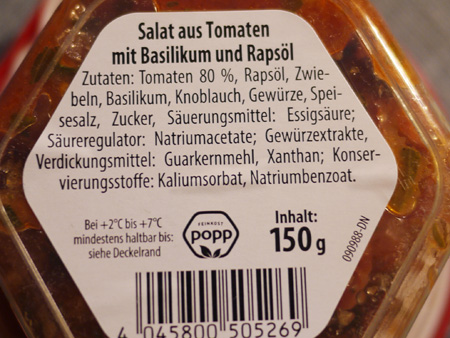 Salat aus Tomaten
mit Basilikum und Rapsöl
Zutaten: Tomaten 80 %, Rapsöl, Zwie-
beln, Basilikum, Knoblauch, Gewürze, Spei-
sesalz, Zucker, Säuerungsmittel: Essigsäure;
Säureregulator: Natriumacetate; Gewürzextrakte,
Verdickungsmittel: Guarkernmehl, Xanthan; Konser-
vierungsstoffe: Kaliumsorbat, Natriumbenzoat.
Bei +2°C bis +7°C
mindestens haltbar bis:
siehe Deckelrand
FEINKOST
popp
Inhalt:
150 g
090988-DN
4 045800 505269